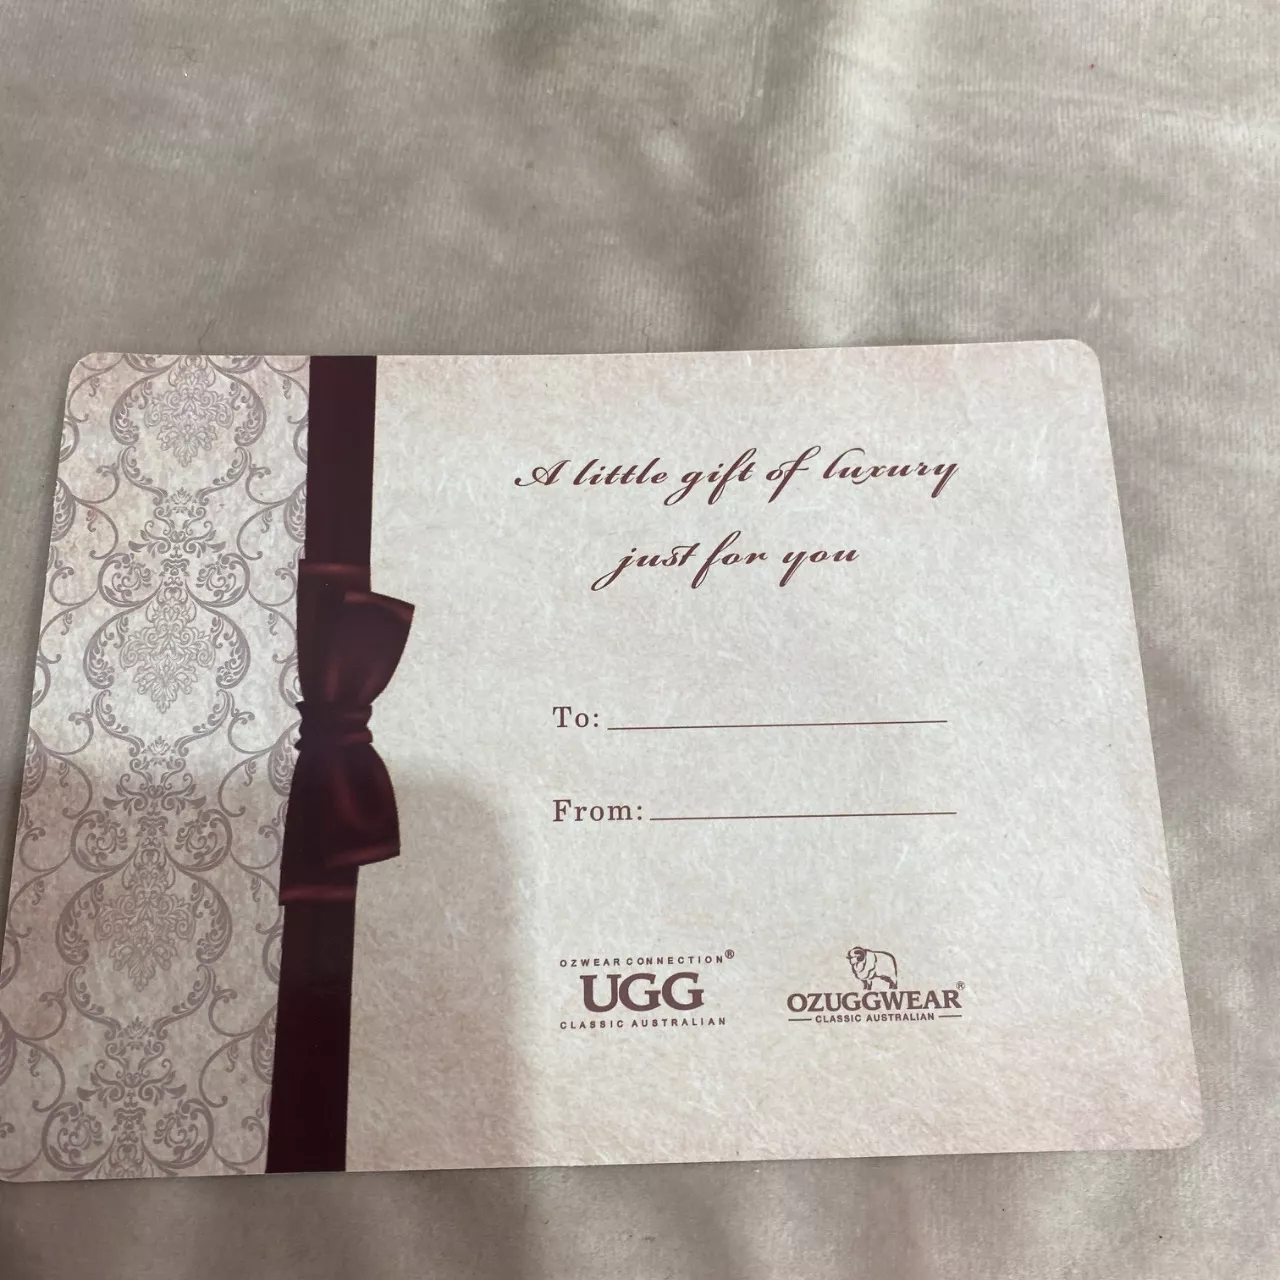 A little gift of luxury
just for you
To:
From:
OZWEAR CONNECTION®
UGG
CLASSIC AUSTRALIAN
OZUGGWEAR®
CLASSIC AUSTRALIAN